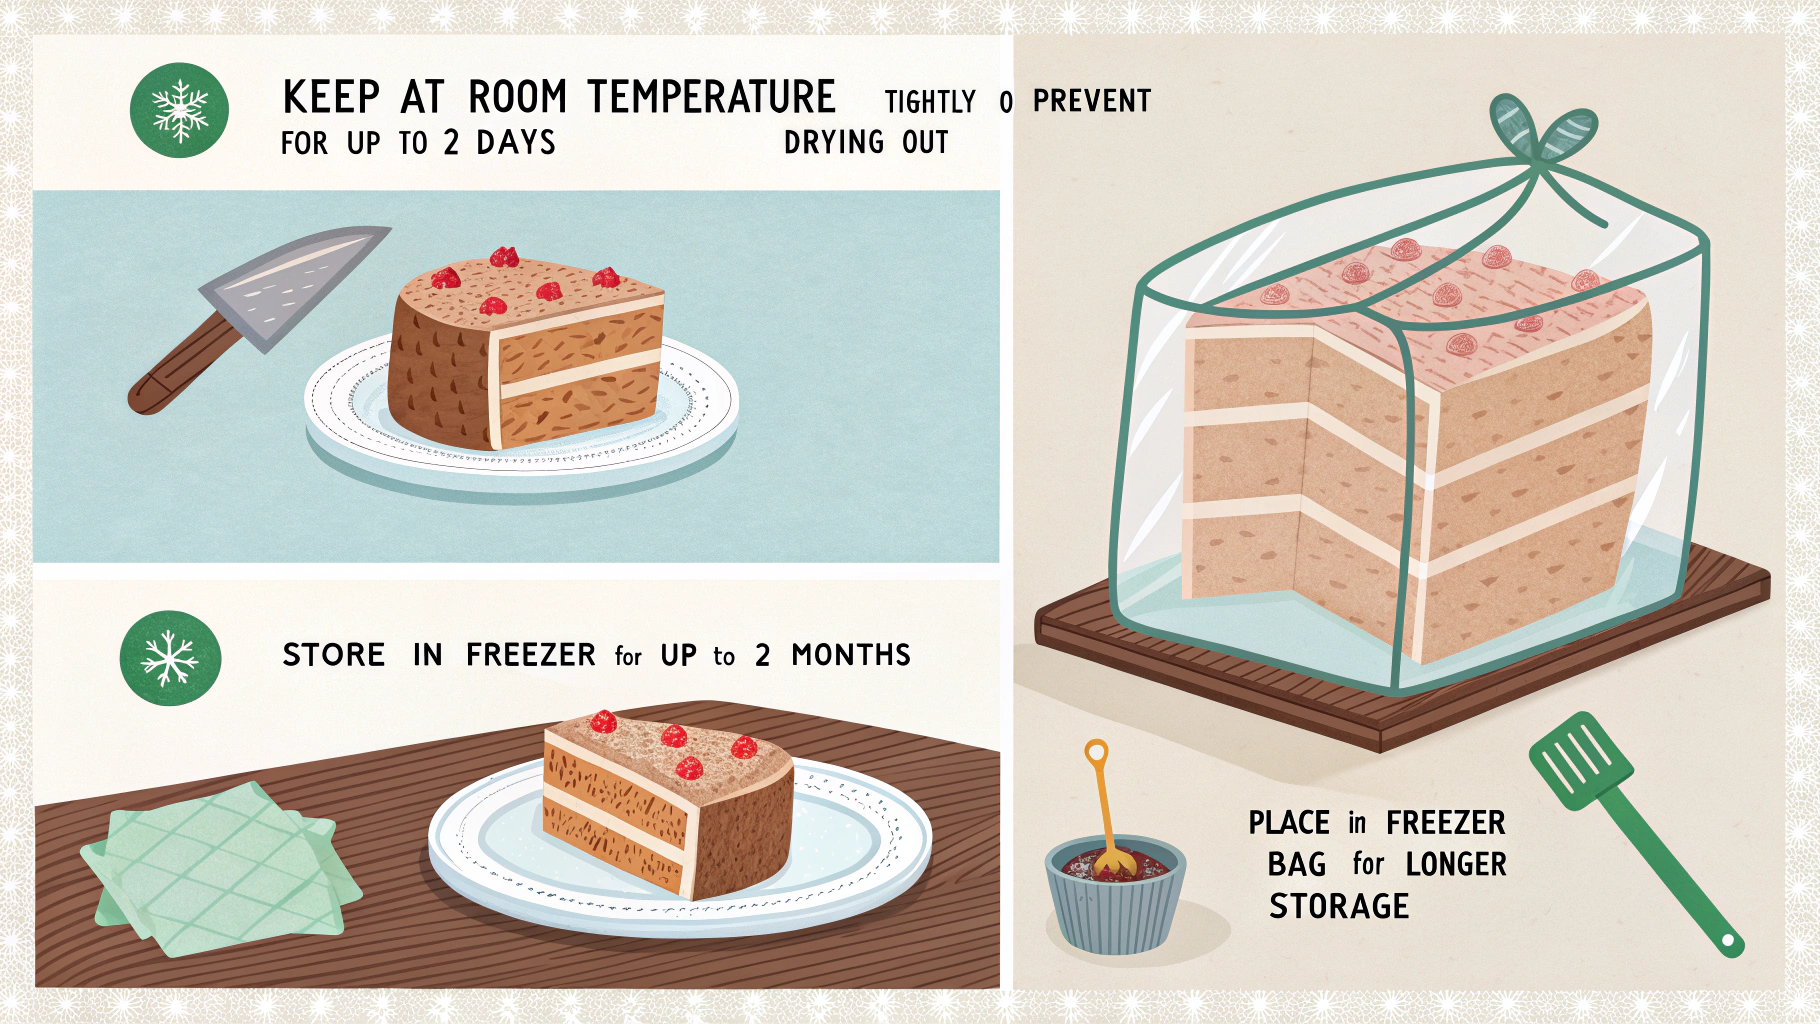 KEEP AT ROOM TEMPERATURE
FOR UP TO 2 DAYS
TIGHTLY O PREVENT
DRYING OUT
STORE IN FREEZER for UP to 2 MONTHS
PLACE in FREEZER
BAG for LONGER
STORAGE